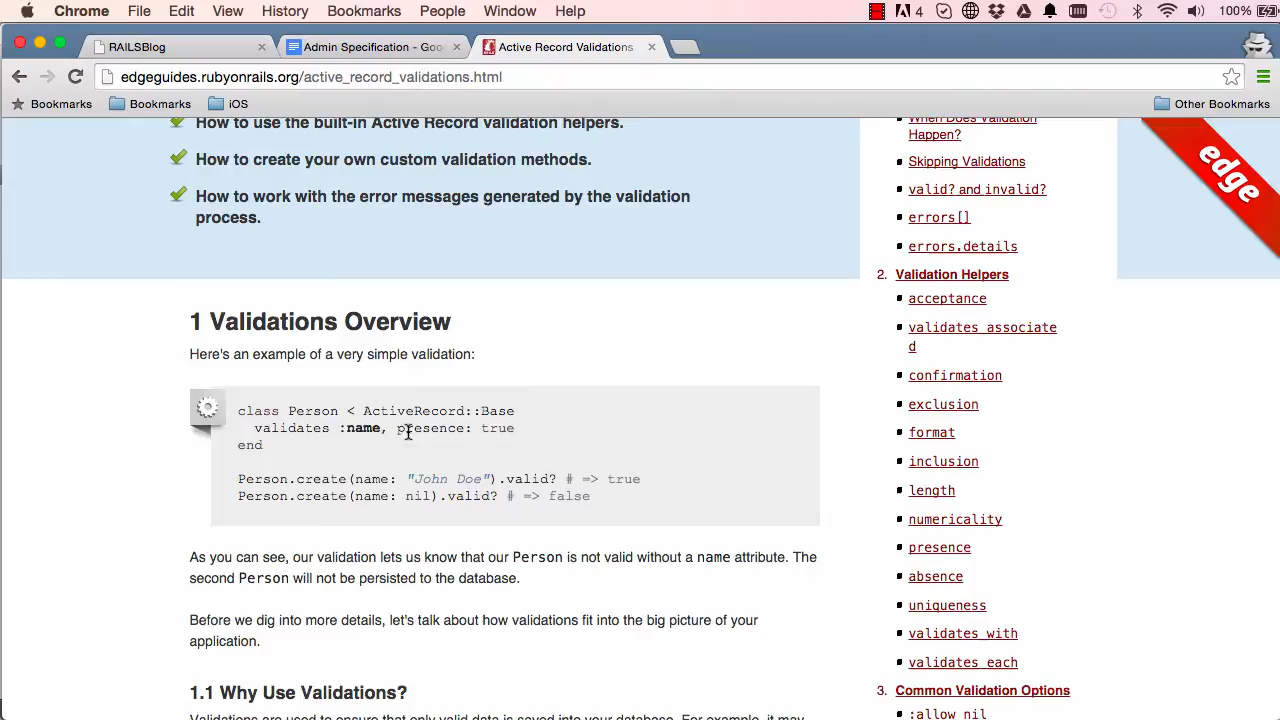 Chrome File Edit View History Bookmarks People Window Help 4 100%
RAILSBlog × Admin Specification - Goo × Active Record Validations ×
edgeguides.rubyonrails.org/active_record_validations.html
Bookmarks Bookmarks iOS Other Bookmarks
How to use the built-in Active Record validation helpers.
How to create your own custom validation methods.
How to work with the error messages generated by the validation
process.
1 Validations Overview
Here's an example of a very simple validation:
class Person < ActiveRecord::Base
validates :name, presence: true
end
Person.create(name: "John Doe").valid? # => true
Person.create(name: nil).valid? # => false
As you can see, our validation lets us know that our Person is not valid without a name attribute. The
second Person will not be persisted to the database.
Before we dig into more details, let's talk about how validations fit into the big picture of your
application.
1.1 Why Use Validations?
Validations are used to ensure that only valid data is saved into your database. For example, it may
When Does Validation
Happen?
Skipping Validations
valid? and invalid?
errors[]
errors.details
2. Validation Helpers
acceptance
validates_associate
d
confirmation
exclusion
format
inclusion
length
numericality
presence
absence
uniqueness
validates_with
validates_each
3. Common Validation Options
:allow_nil
edge